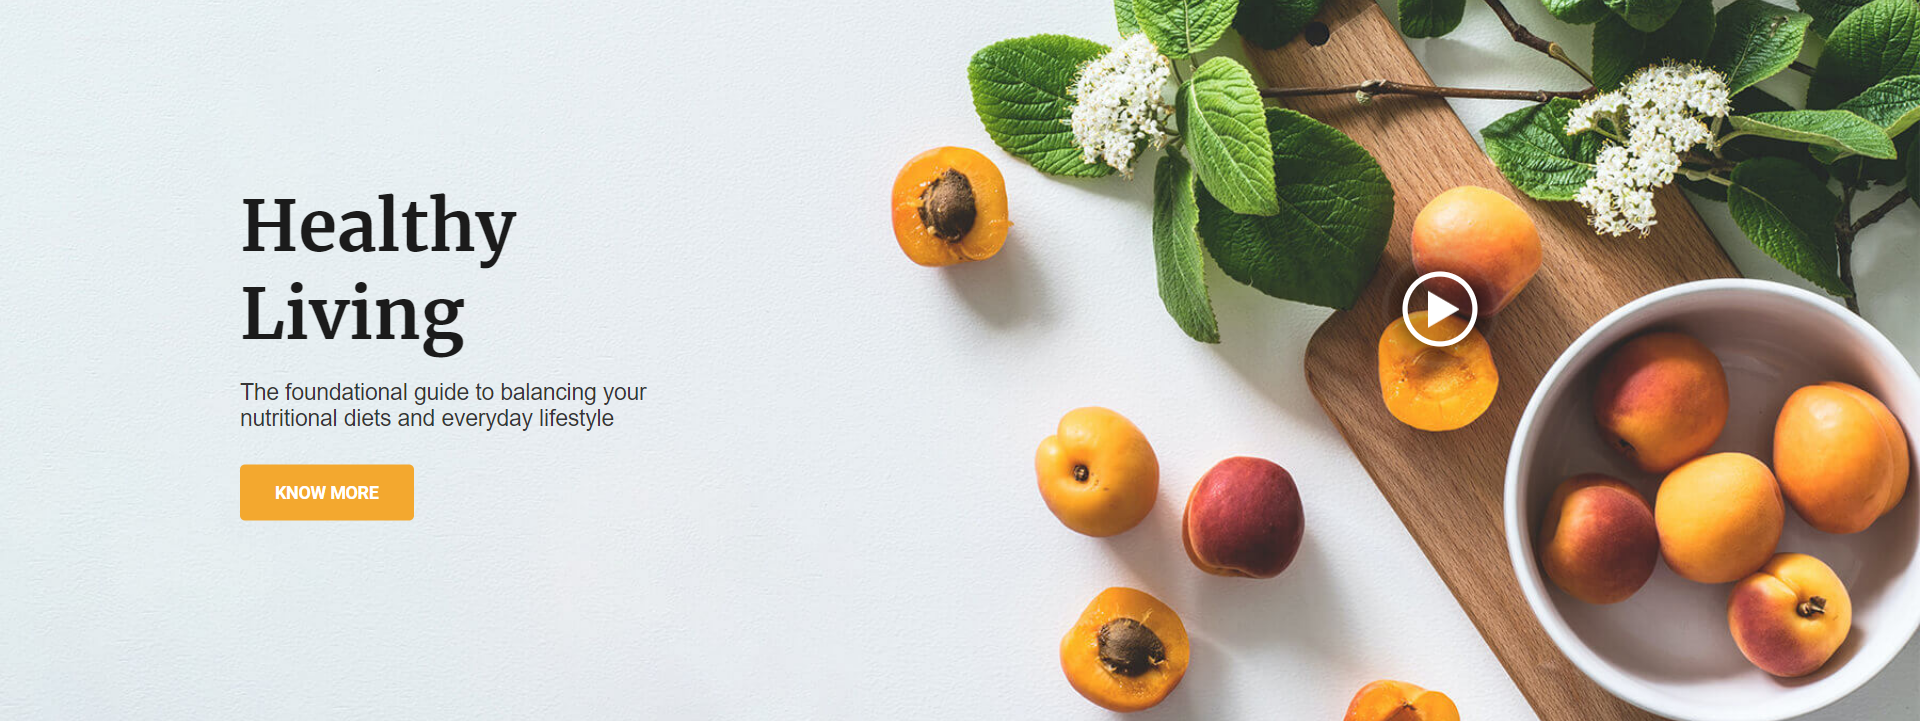 Healthy
Living
The foundational guide to balancing your
nutritional diets and everyday lifestyle
KNOW MORE